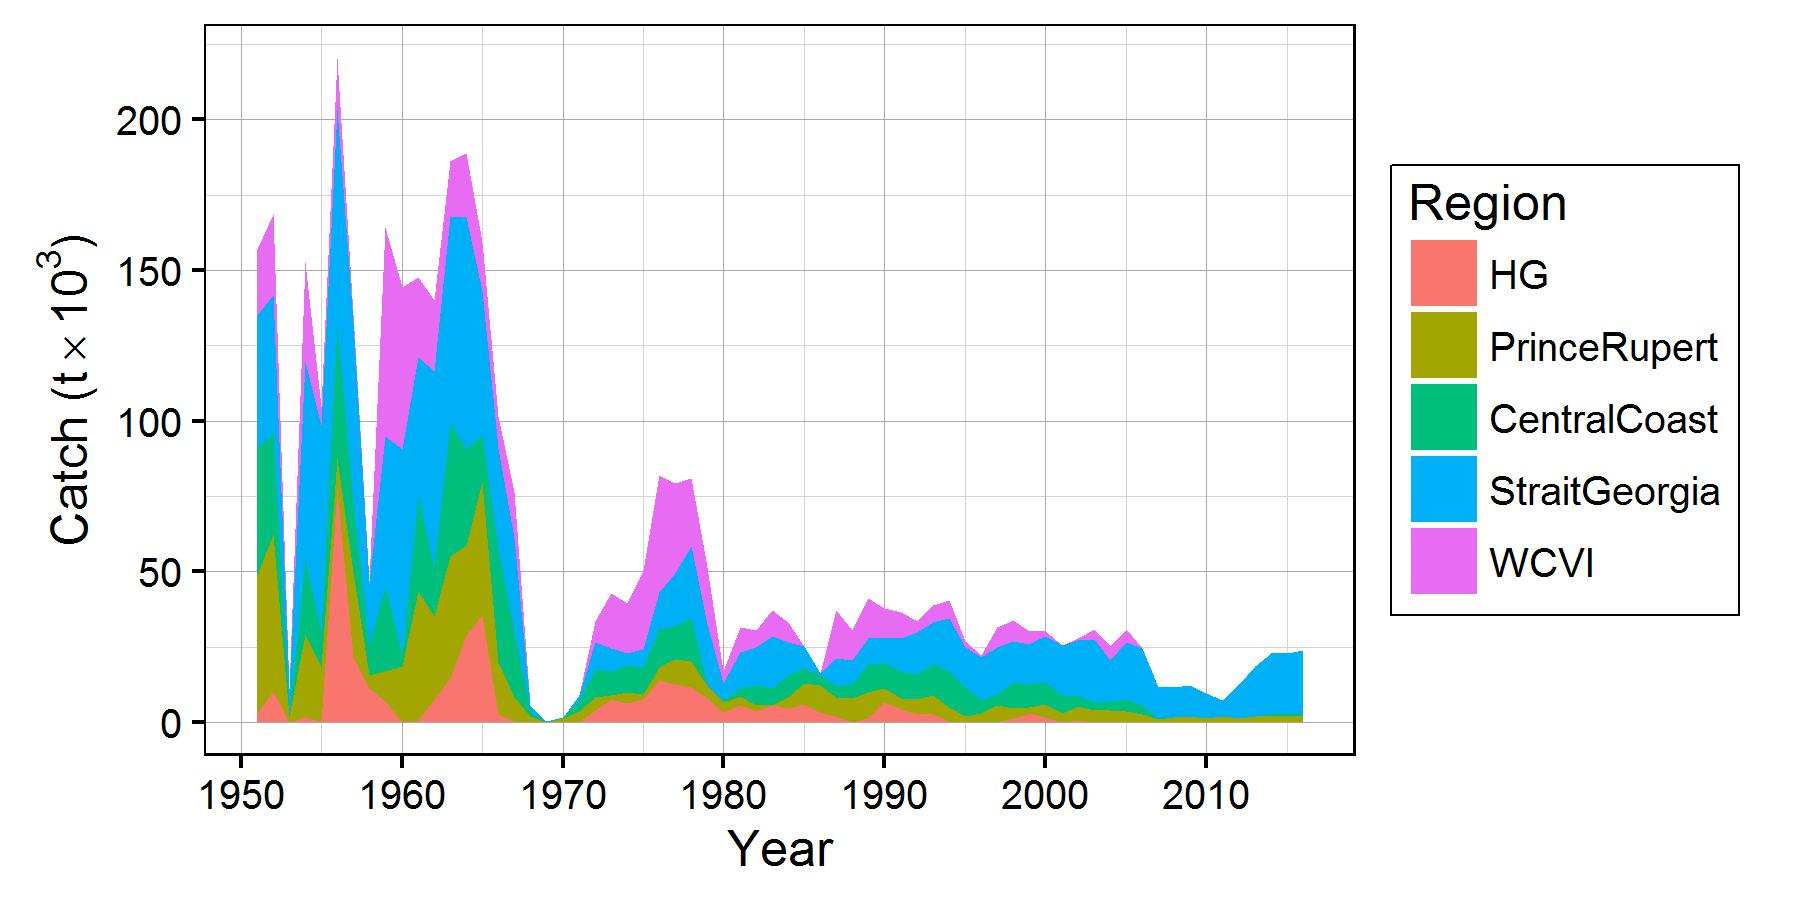 200
150
100
50
0
Catch (t × 10³)
1950 1960 1970 1980 1990 2000 2010
Year
Region
HG
PrinceRupert
CentralCoast
StraitGeorgia
WCVI